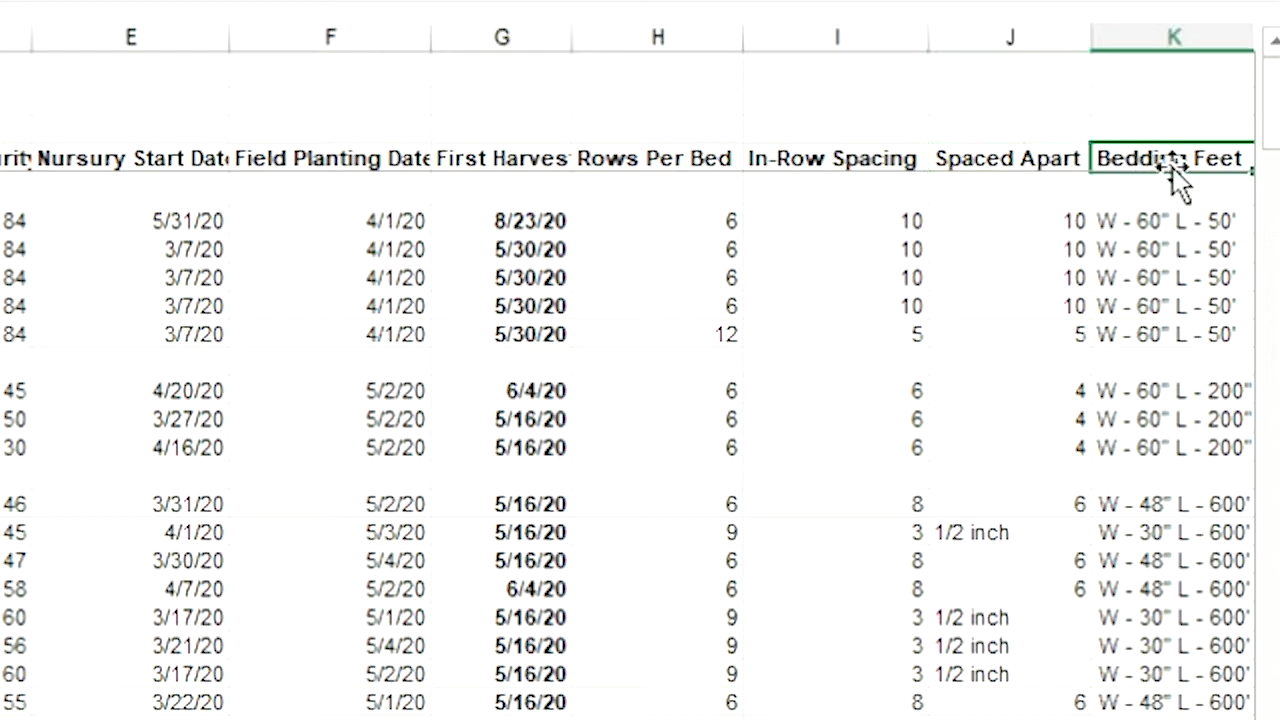 E F G H I J K
urity Nursury Start Date Field Planting Date First Harves Rows Per Bed In-Row Spacing Spaced Apart Bedding Feet
84 5/31/20 4/1/20 8/23/20 6 10 10 W - 60" L - 50'
84 3/7/20 4/1/20 5/30/20 6 10 10 W - 60" L - 50'
84 3/7/20 4/1/20 5/30/20 6 10 10 W - 60" L - 50'
84 3/7/20 4/1/20 5/30/20 6 10 10 W - 60" L - 50'
84 3/7/20 4/1/20 5/30/20 12 5 5 W - 60" L - 50'
45 4/20/20 5/2/20 6/4/20 6 6 4 W - 60" L - 200"
50 3/27/20 5/2/20 5/16/20 6 6 4 W - 60" L - 200"
30 4/16/20 5/2/20 5/16/20 6 6 4 W - 60" L - 200"
46 3/31/20 5/2/20 5/16/20 6 8 6 W - 48" L - 600'
45 4/1/20 5/3/20 5/16/20 9 3 1/2 inch W - 30" L - 600'
47 3/30/20 5/4/20 5/16/20 6 8 6 W - 48" L - 600'
58 4/7/20 5/2/20 6/4/20 6 8 6 W - 48" L - 600'
60 3/17/20 5/1/20 5/16/20 9 3 1/2 inch W - 30" L - 600'
56 3/21/20 5/4/20 5/16/20 9 3 1/2 inch W - 30" L - 600'
60 3/17/20 5/2/20 5/16/20 9 3 1/2 inch W - 30" L - 600'
55 3/22/20 5/1/20 5/16/20 6 8 6 W - 48" L - 600'